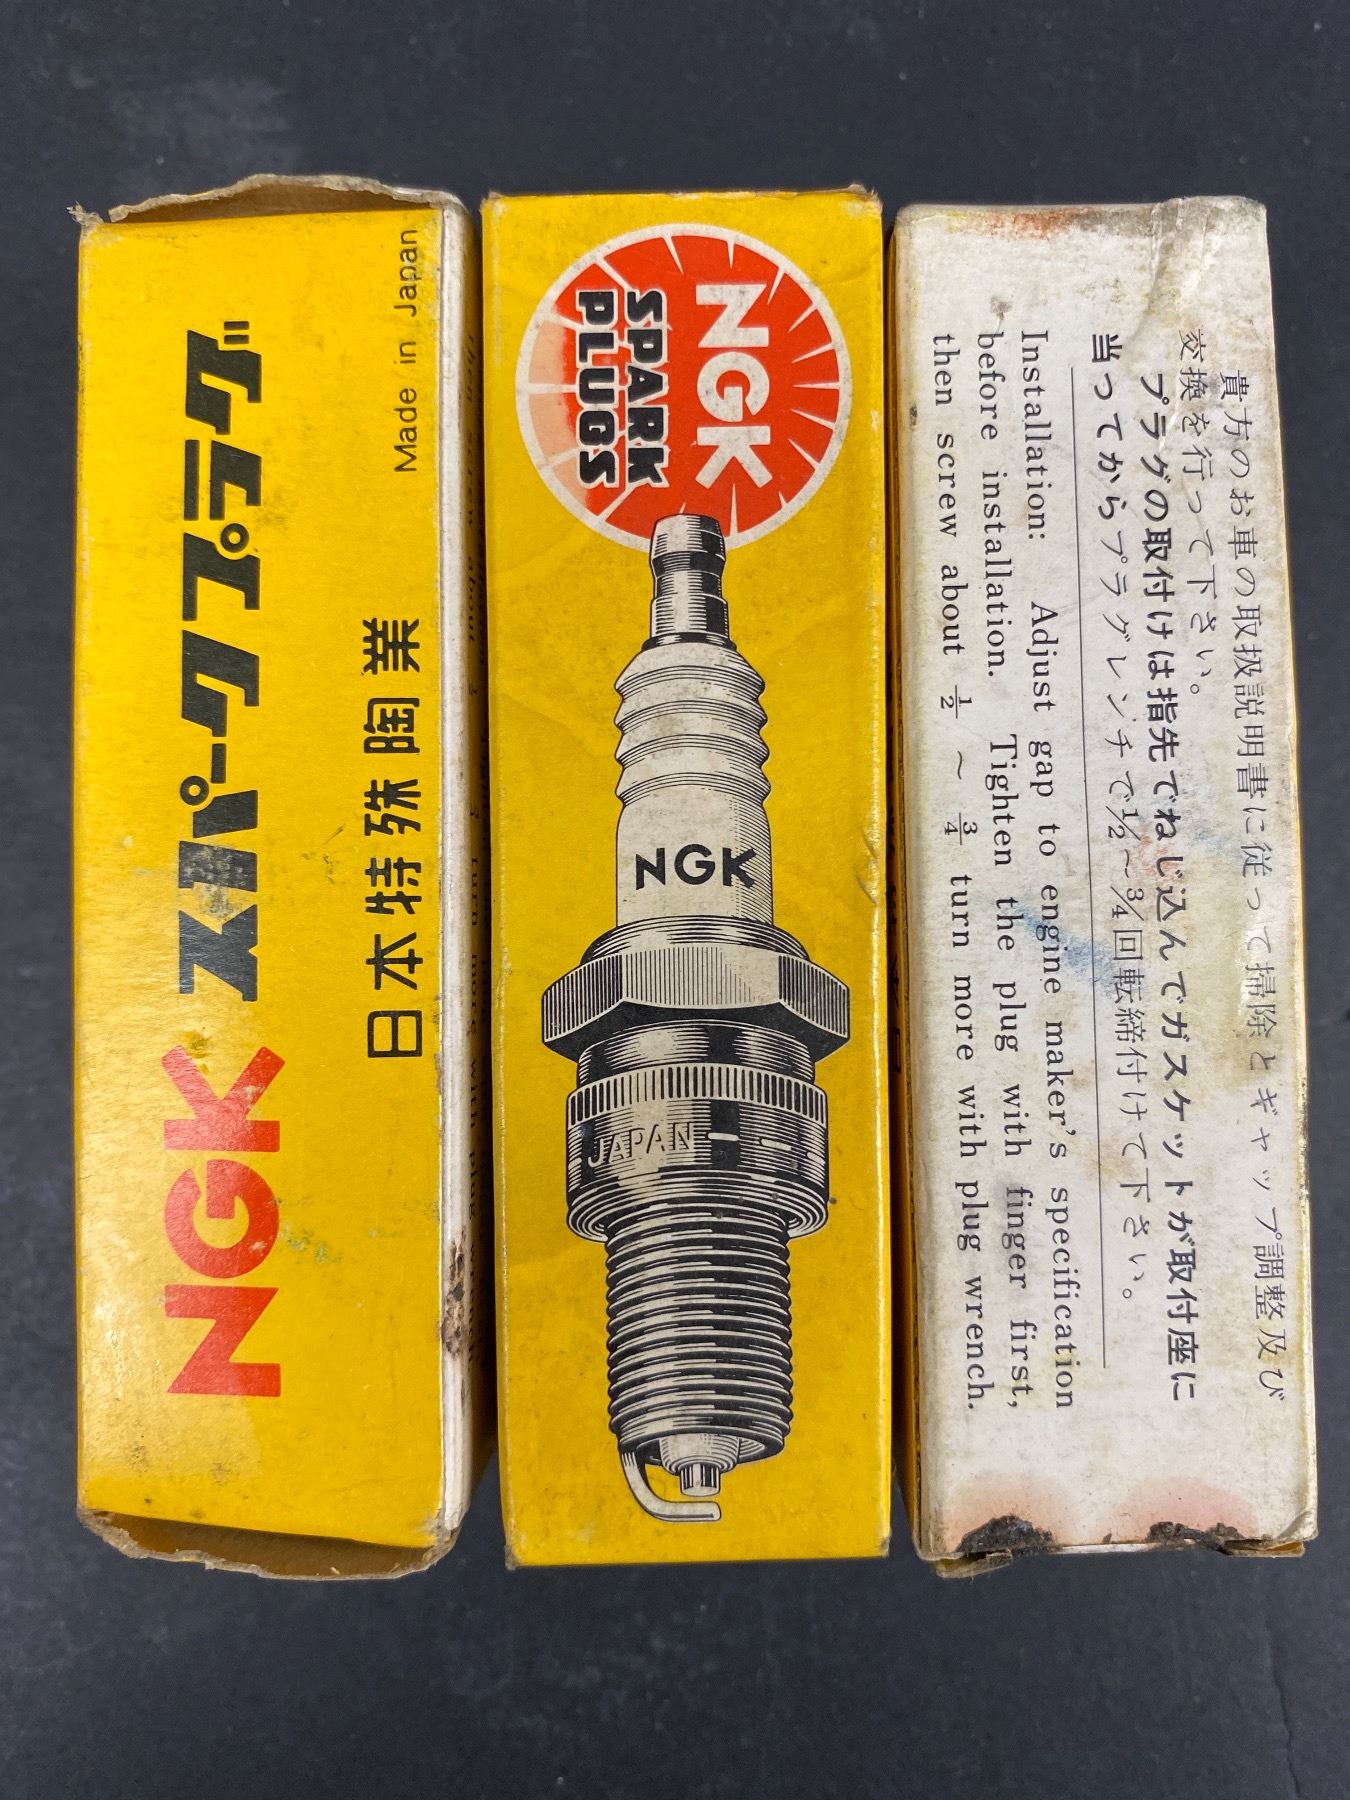 Made in Japan
NGK スパークプラグ
日本特殊陶業
NGK
SPARK
PLUGS
NGK
JAPAN
貴方のお車の取扱説明書に従って掃除とギャップ調整及び
交換を行って下さい。
プラグの取付けは指先でねじ込んでガスケットが取付座に
当ってからプラグレンチで1/2～3/4回転締付けて下さい。
Installation: Adjust gap to engine maker's specification
before installation. Tighten the plug with finger first,
then screw about 1/2 ～ 3/4 turn more with plug wrench.